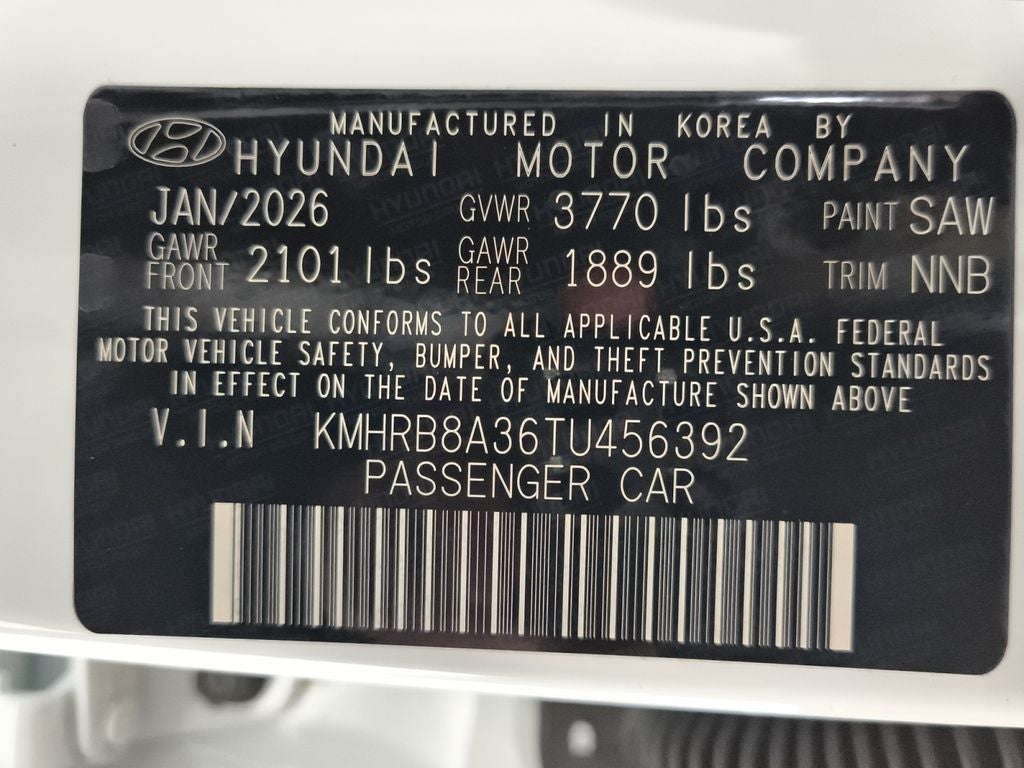 MANUFACTURED IN KOREA BY
HYUNDAI MOTOR COMPANY
JAN/2026 GVWR 3770 lbs PAINT SAW
GAWR FRONT 2101 lbs GAWR REAR 1889 lbs TRIM NNB
THIS VEHICLE CONFORMS TO ALL APPLICABLE U.S.A. FEDERAL
MOTOR VEHICLE SAFETY, BUMPER, AND THEFT PREVENTION STANDARDS
IN EFFECT ON THE DATE OF MANUFACTURE SHOWN ABOVE
V.I.N KMHRB8A36TU456392
PASSENGER CAR